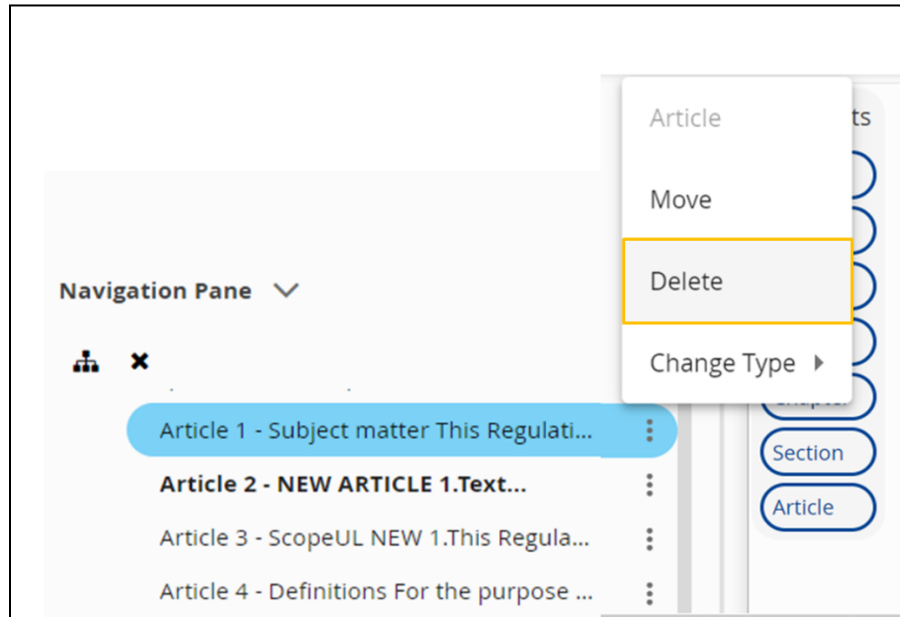 Article
ts
Move
Delete
Navigation Pane
Change Type
Article 1 - Subject matter This Regulati...
Section
Article 2 - NEW ARTICLE 1.Text...
Article
Article 3 - ScopeUL NEW 1.This Regula...
Article 4 - Definitions For the purpose ...